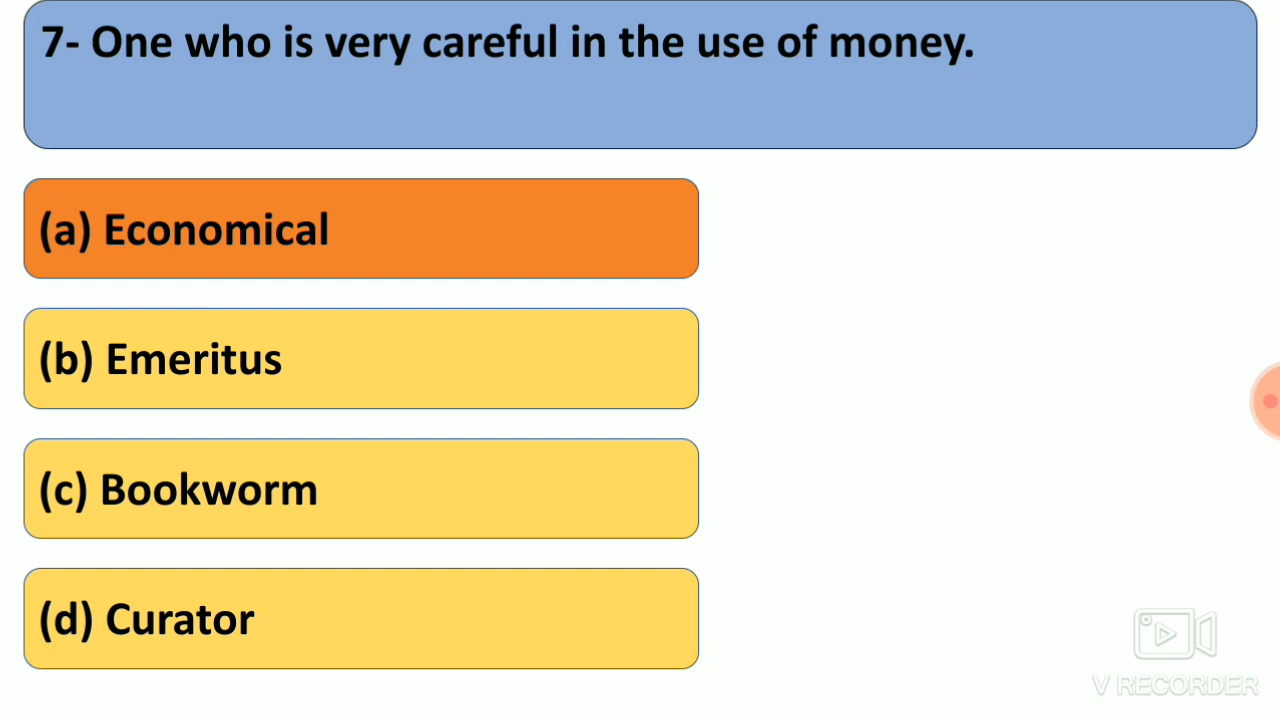 7- One who is very careful in the use of money.
(a) Economical
(b) Emeritus
(c) Bookworm
(d) Curator
V RECORDER